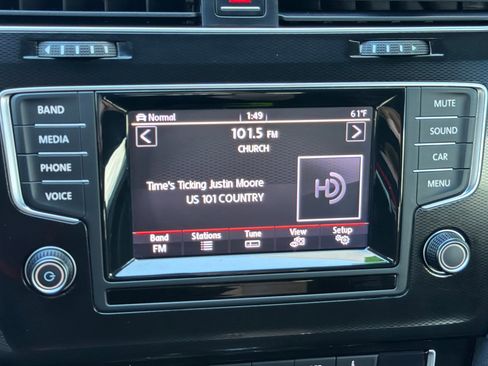 Normal 1:49 61°F
101.5 FM
CHURCH
Time's Ticking Justin Moore
US 101 COUNTRY
HD
Band Stations Tune View Setup
FM
BAND
MEDIA
PHONE
VOICE
MUTE
SOUND
CAR
MENU